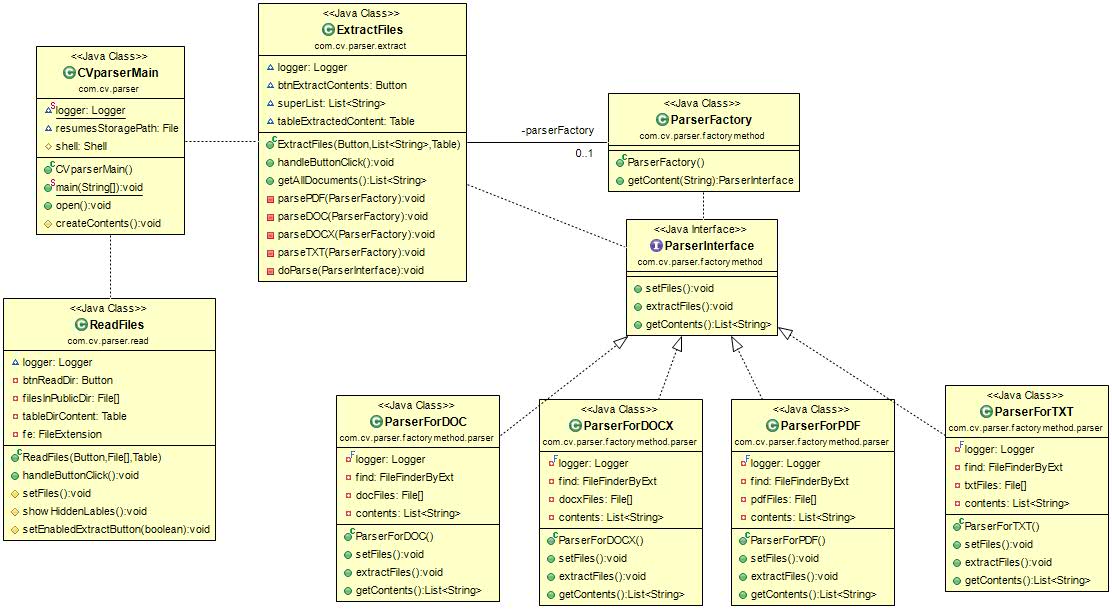 <<Java Class>>
CVparserMain
com.cv.parser
logger: Logger
resumesStoragePath: File
shell: Shell
CVparserMain()
main(String[]):void
open():void
createContents():void
<<Java Class>>
ExtractFiles
com.cv.parser.extract
logger: Logger
btnExtractContents: Button
superList: List<String>
tableExtractedContent: Table
ExtractFiles(Button,List<String>,Table)
handleButtonClick():void
getAllDocuments():List<String>
parsePDF(ParserFactory):void
parseDOC(ParserFactory):void
parseDOCX(ParserFactory):void
parseTXT(ParserFactory):void
doParse(ParserInterface):void
-parserFactory
0..1
<<Java Class>>
ParserFactory
com.cv.parser.factorymethod
ParserFactory()
getContent(String):ParserInterface
<<Java Interface>>
ParserInterface
com.cv.parser.factorymethod
setFiles():void
extractFiles():void
getContents():List<String>
<<Java Class>>
ReadFiles
com.cv.parser.read
logger: Logger
btnReadDir: Button
filesInPublicDir: File[]
tableDirContent: Table
fe: FileExtension
ReadFiles(Button,File[],Table)
handleButtonClick():void
setFiles():void
showHiddenLables():void
setEnabledExtractButton(boolean):void
<<Java Class>>
ParserForDOC
com.cv.parser.factorymethod.parser
logger: Logger
find: FileFinderByExt
docFiles: File[]
contents: List<String>
ParserForDOC()
setFiles():void
extractFiles():void
getContents():List<String>
<<Java Class>>
ParserForDOCX
com.cv.parser.factorymethod.parser
logger: Logger
find: FileFinderByExt
docxFiles: File[]
contents: List<String>
ParserForDOCX()
setFiles():void
extractFiles():void
getContents():List<String>
<<Java Class>>
ParserForPDF
com.cv.parser.factorymethod.parser
logger: Logger
find: FileFinderByExt
pdfFiles: File[]
contents: List<String>
ParserForPDF()
setFiles():void
extractFiles():void
getContents():List<String>
<<Java Class>>
ParserForTXT
com.cv.parser.factorymethod.parser
logger: Logger
find: FileFinderByExt
txtFiles: File[]
contents: List<String>
ParserForTXT()
setFiles():void
extractFiles():void
getContents():List<String>